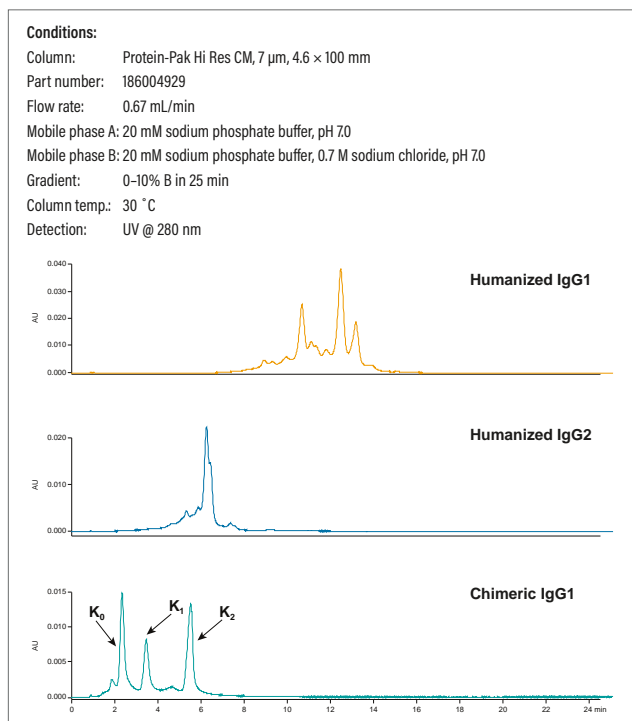 Conditions:
Column: Protein-Pak Hi Res CM, 7 µm, 4.6 × 100 mm
Part number: 186004929
Flow rate: 0.67 mL/min
Mobile phase A: 20 mM sodium phosphate buffer, pH 7.0
Mobile phase B: 20 mM sodium phosphate buffer, 0.7 M sodium chloride, pH 7.0
Gradient: 0–10% B in 25 min
Column temp.: 30 ˚C
Detection: UV @ 280 nm
Humanized IgG1
0.040
0.030
AU
0.020
0.010
0.000
Humanized IgG2
0.020
AU
0.010
0.000
Chimeric IgG1
0.015
K0
K1
K2
0.010
AU
0.005
0.000
0 2 4 6 8 10 12 14 16 18 20 22 24 min